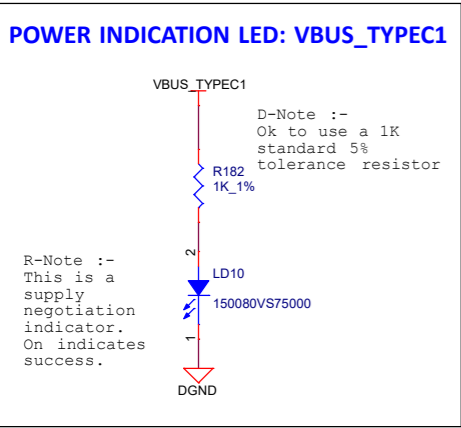 POWER INDICATION LED: VBUS_TYPEC1
VBUS_TYPEC1
D-Note :-
Ok to use a 1K
standard 5%
tolerance resistor
R182
1K_1%
R-Note :-
This is a
supply
negotiation
indicator.
On indicates
success.
2
LD10
150080VS75000
1
DGND